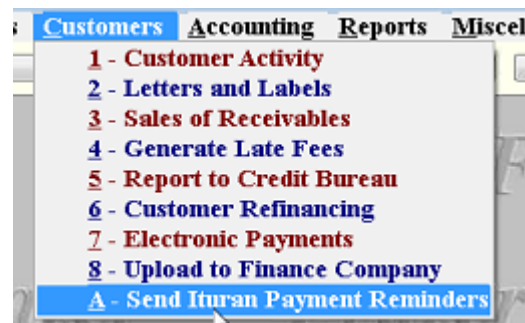 Customers Accounting Reports Miscel
1 - Customer Activity
2 - Letters and Labels
3 - Sales of Receivables
4 - Generate Late Fees
5 - Report to Credit Bureau
6 - Customer Refinancing
7 - Electronic Payments
8 - Upload to Finance Company
A - Send Ituran Payment Reminders